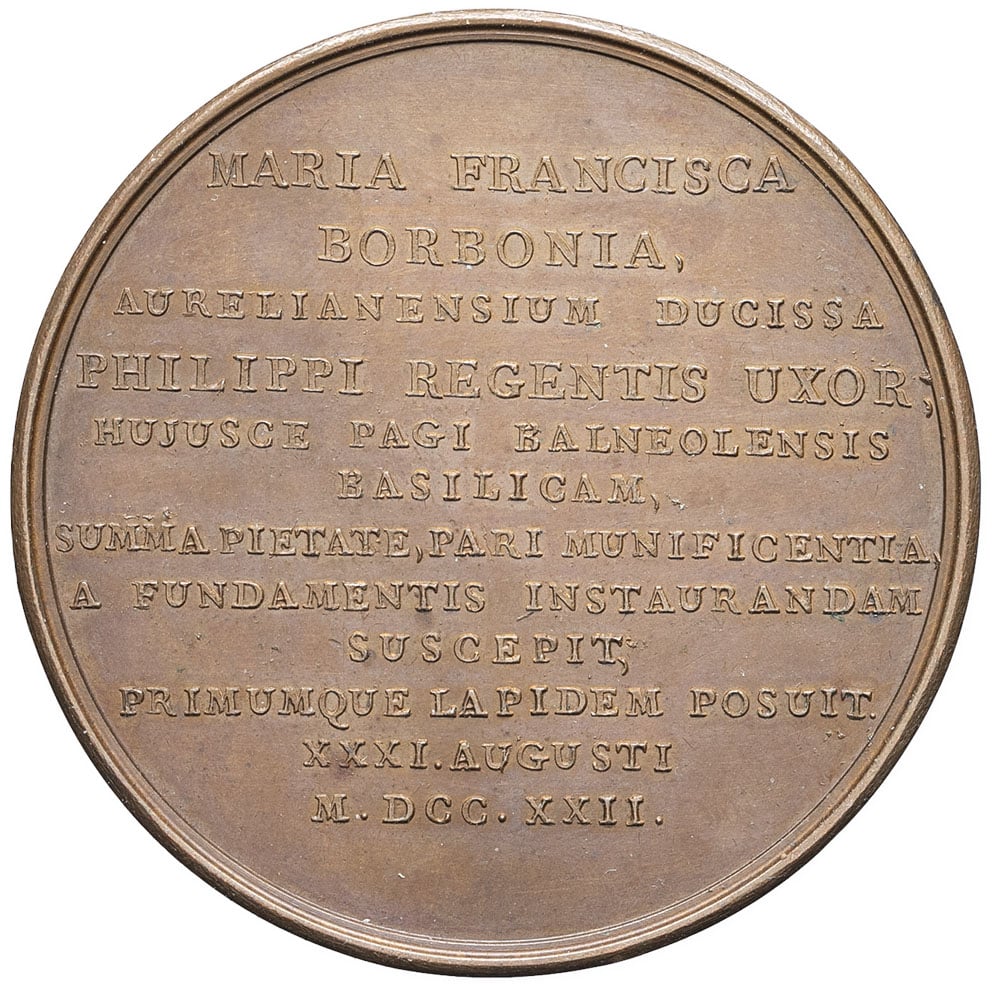 MARIA FRANCISCA
BORBONIA,
AURELIANENSIUM DUCISSA
PHILIPPI REGENTIS UXOR,
HUJUSCE PAGI BALNEOLENSIS
BASILICAM,
SUMMA PIETATE, PARI MUNIFICENTIA,
A FUNDAMENTIS INSTAURANDAM
SUSCEPIT,
PRIMUMQUE LAPIDEM POSUIT.
XXXI. AUGUSTI
M. DCC. XXII.